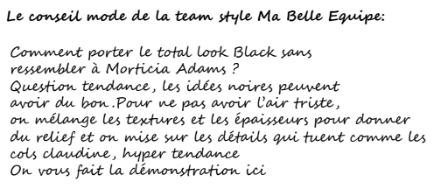 Le conseil mode de la team style Ma Belle Equipe:
Comment porter le total look Black sans
ressembler à Morticia Adams ?
Question tendance, les idées noires peuvent
avoir du bon.Pour ne pas avoir l'air triste,
on mélange les textures et les épaisseurs pour donner
du relief et on mise sur les détails qui tuent comme les
cols claudine, hyper tendance
On vous fait la démonstration ici